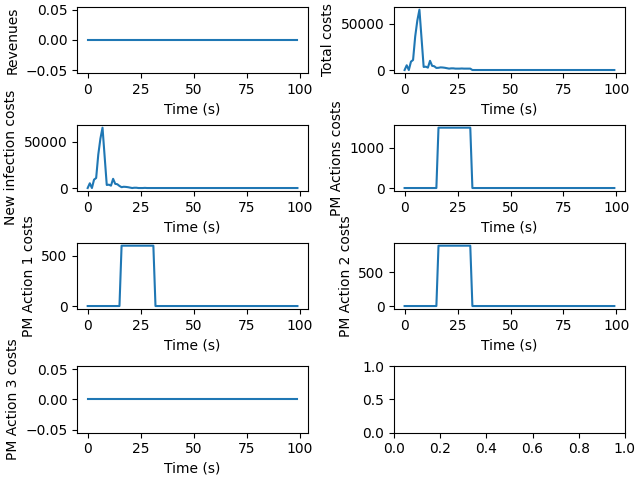 Revenues
0.05
0.00
−0.05
0 25 50 75 100
Time (s)
Total costs
50000
0
0 25 50 75 100
Time (s)
New infection costs
50000
0
0 25 50 75 100
Time (s)
PM Actions costs
1000
0
0 25 50 75 100
Time (s)
PM Action 1 costs
500
0
0 25 50 75 100
Time (s)
PM Action 2 costs
500
0
0 25 50 75 100
Time (s)
PM Action 3 costs
0.05
0.00
−0.05
0 25 50 75 100
Time (s)
1.0
0.5
0.0
0.0 0.2 0.4 0.6 0.8 1.0